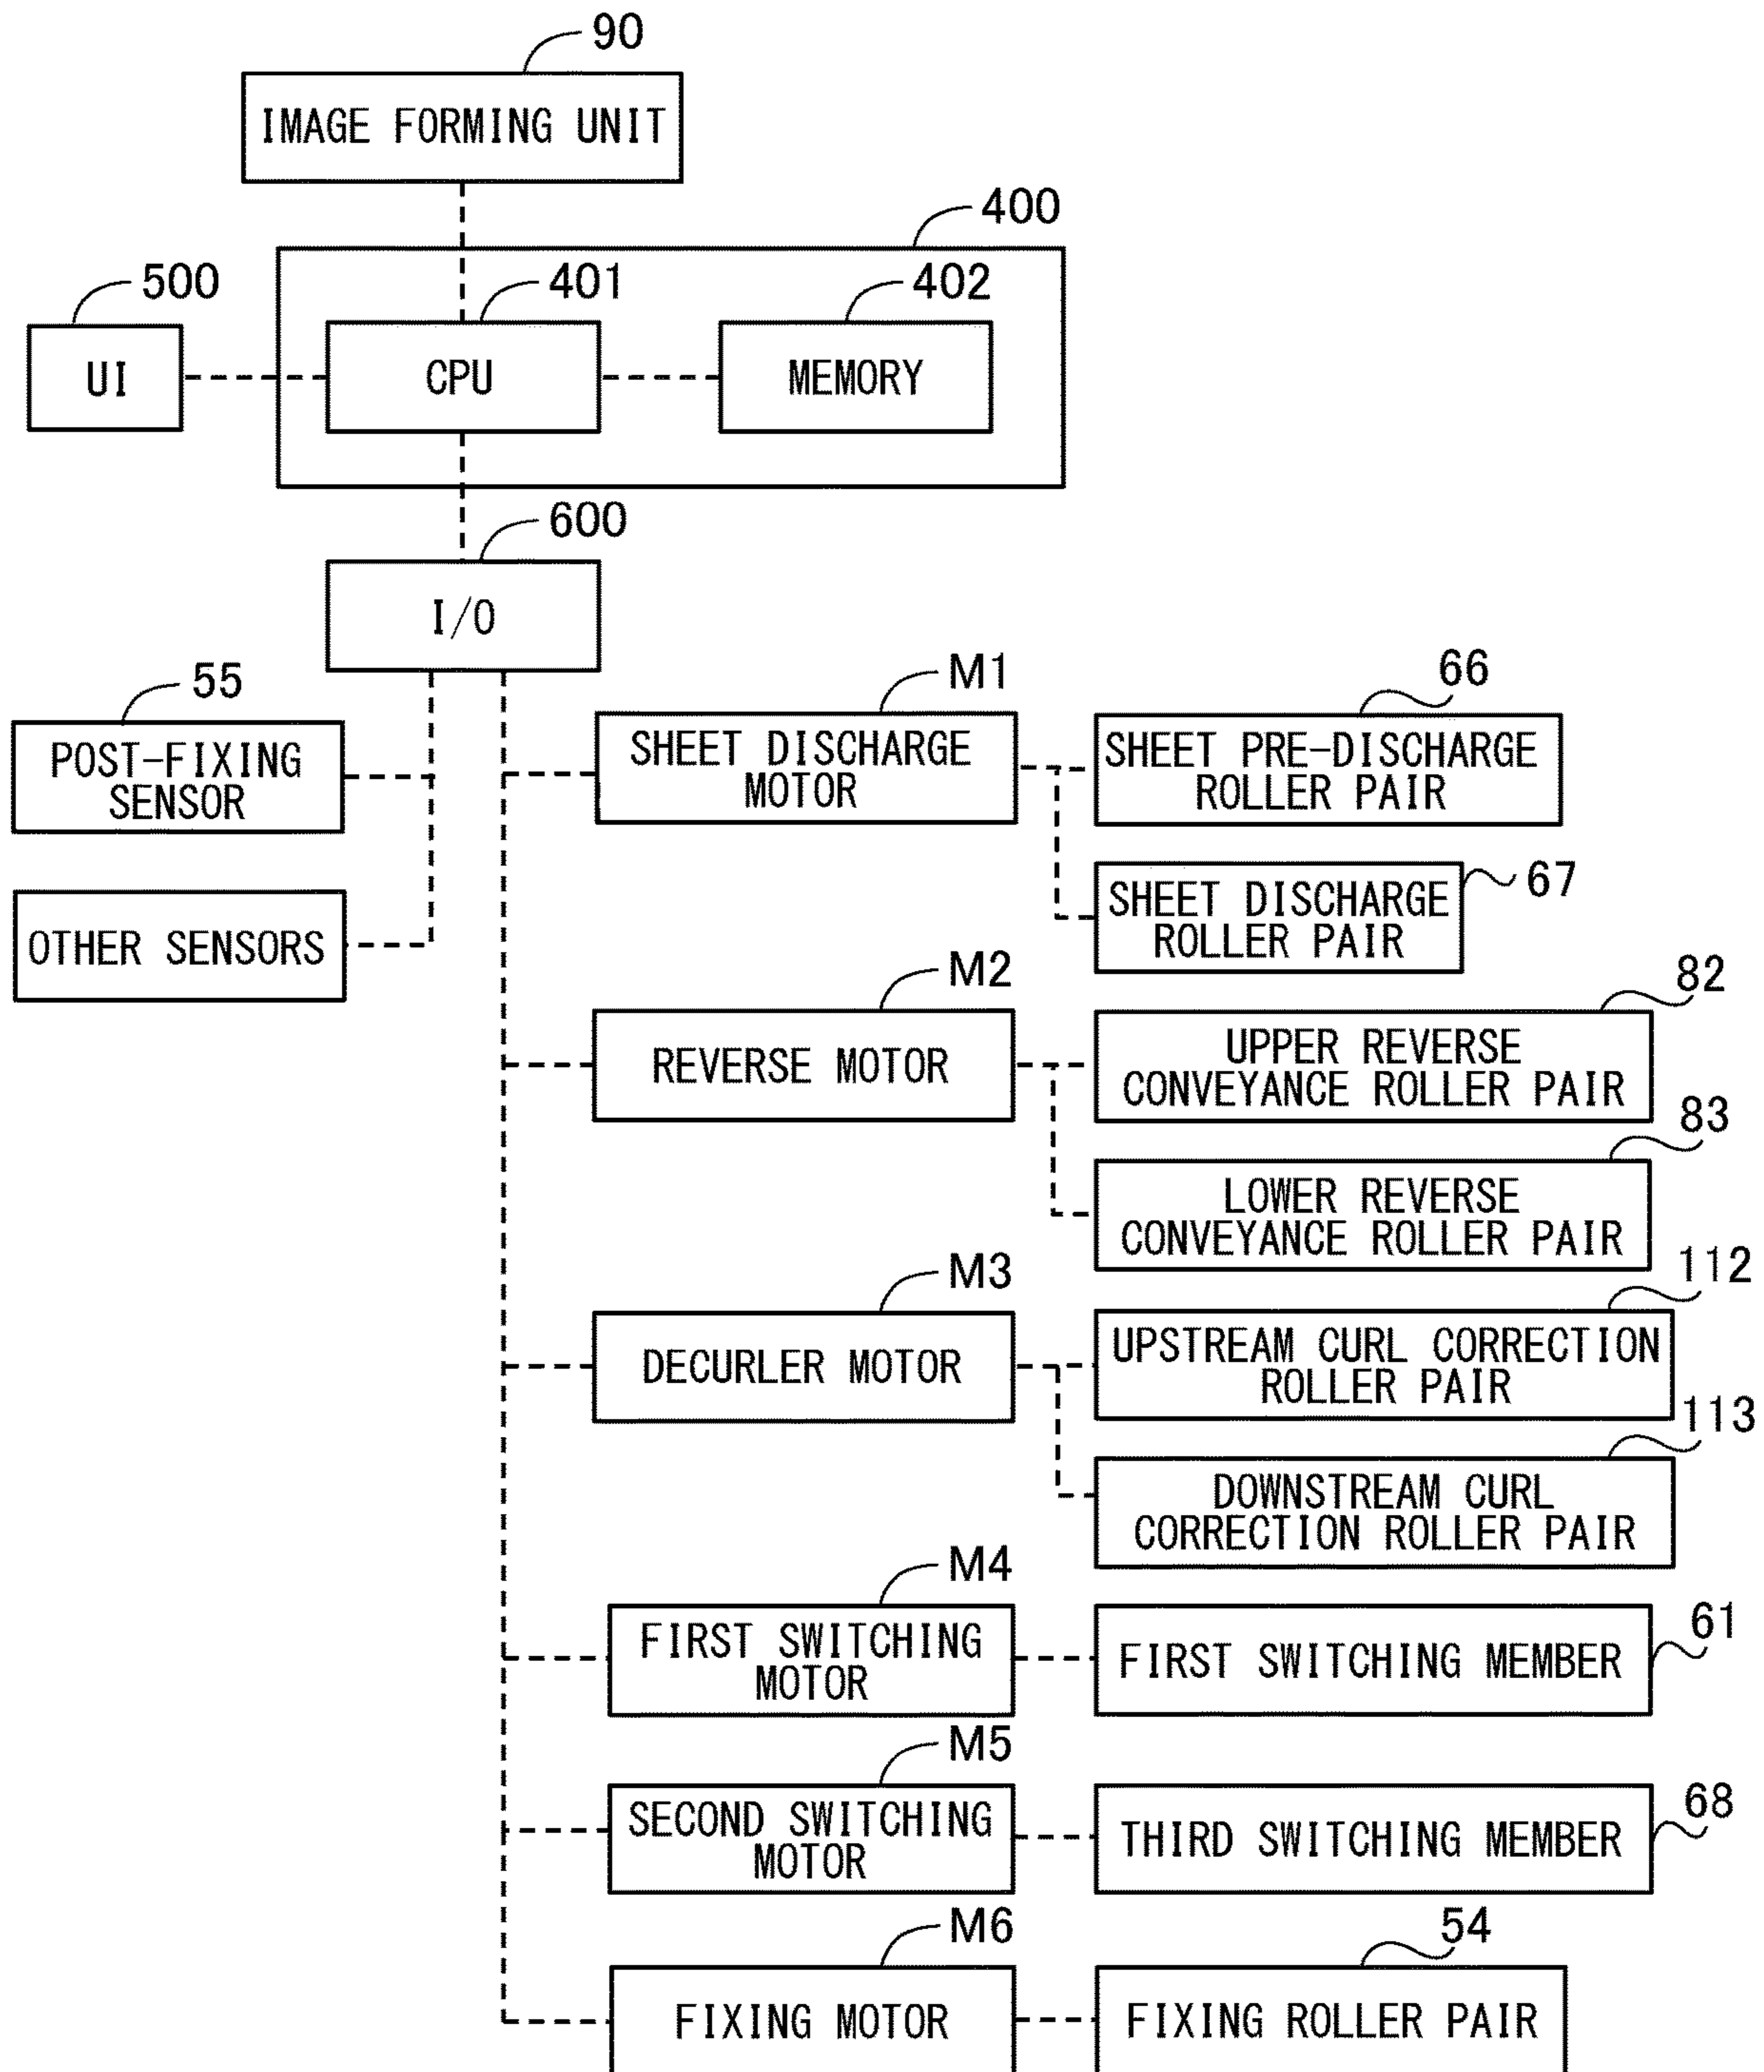 90
IMAGE FORMING UNIT
400
500
401
402
UI
CPU
MEMORY
600
I/O
55
POST-FIXING
SENSOR
OTHER SENSORS
M1
SHEET DISCHARGE
MOTOR
66
SHEET PRE-DISCHARGE
ROLLER PAIR
67
SHEET DISCHARGE
ROLLER PAIR
M2
REVERSE MOTOR
82
UPPER REVERSE
CONVEYANCE ROLLER PAIR
83
LOWER REVERSE
CONVEYANCE ROLLER PAIR
M3
DECURLER MOTOR
112
UPSTREAM CURL CORRECTION
ROLLER PAIR
113
DOWNSTREAM CURL
CORRECTION ROLLER PAIR
M4
FIRST SWITCHING
MOTOR
61
FIRST SWITCHING MEMBER
M5
SECOND SWITCHING
MOTOR
68
THIRD SWITCHING MEMBER
M6
FIXING MOTOR
54
FIXING ROLLER PAIR